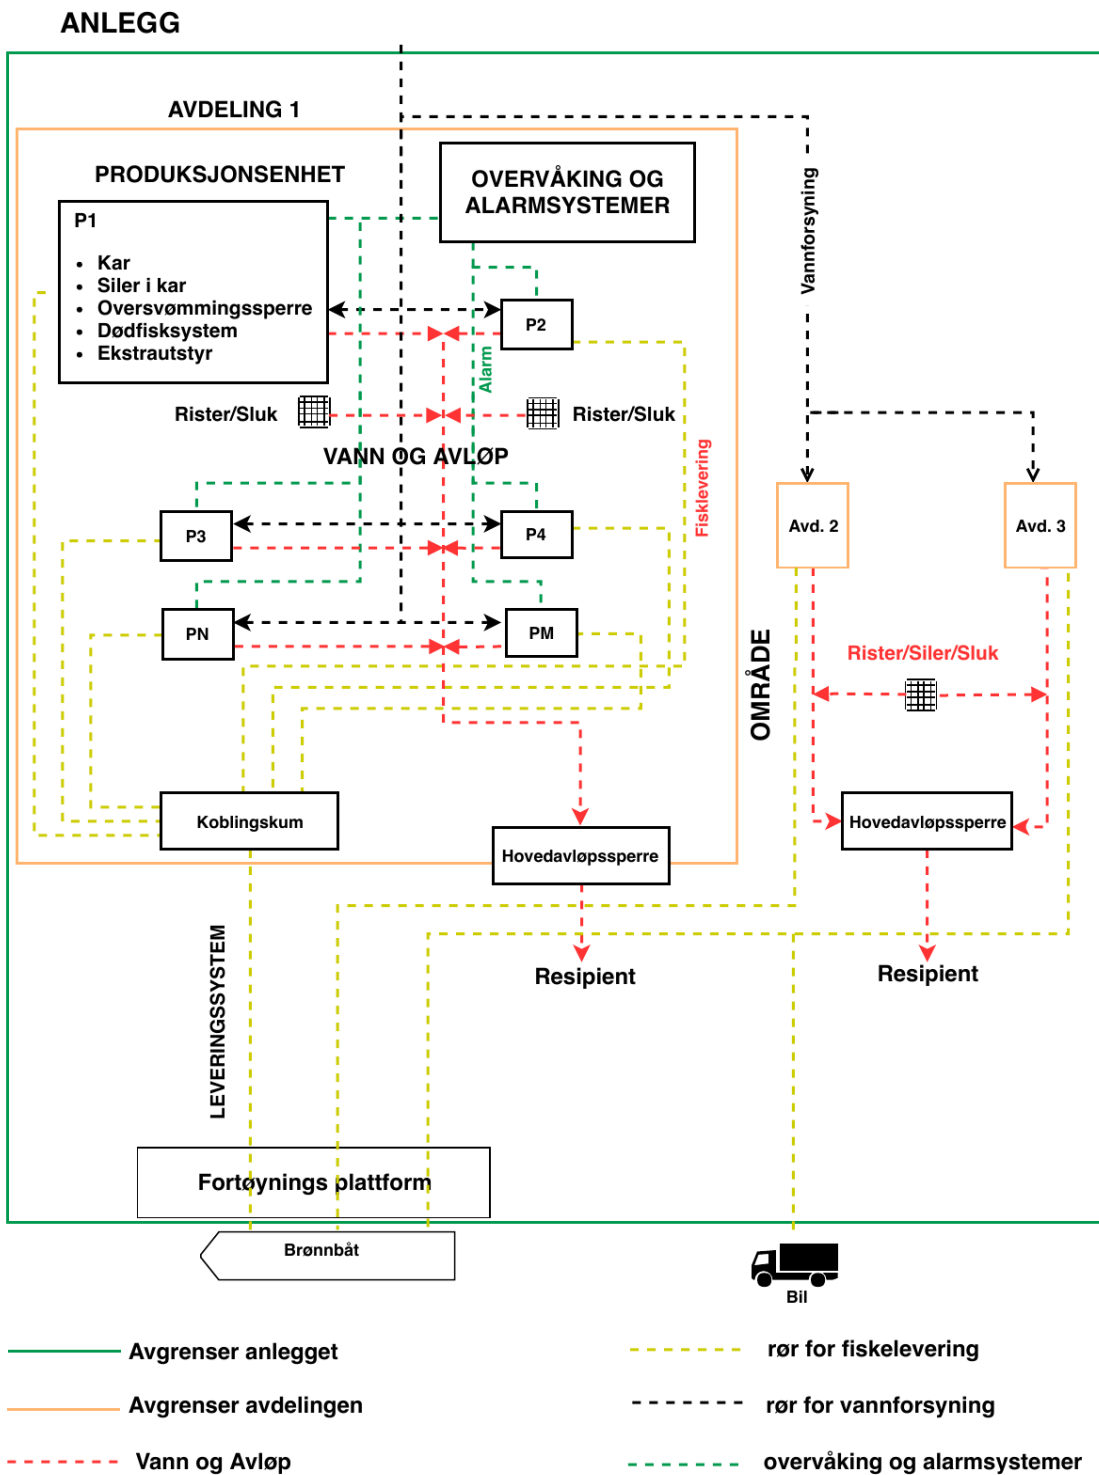 ANLEGG
AVDELING 1
PRODUKSJONSENHET
OVERVÅKING OG
ALARMSYSTEMER
P1
• Kar
• Siler i kar
• Oversvømmingssperre
• Dødfisksystem
• Ekstrautstyr
Vannforsyning
P2
Alarm
Rister/Sluk
Rister/Sluk
VANN OG AVLØP
Fisklevering
P3
P4
Avd. 2
Avd. 3
PN
PM
OMRÅDE
Rister/Siler/Sluk
Koblingskum
Hovedavløpssperre
Hovedavløpssperre
LEVERINGSSYSTEM
Resipient
Resipient
Fortøynings plattform
Brønnbåt
Bil
Avgrenser anlegget
rør for fiskelevering
Avgrenser avdelingen
rør for vannforsyning
Vann og Avløp
overvåking og alarmsystemer